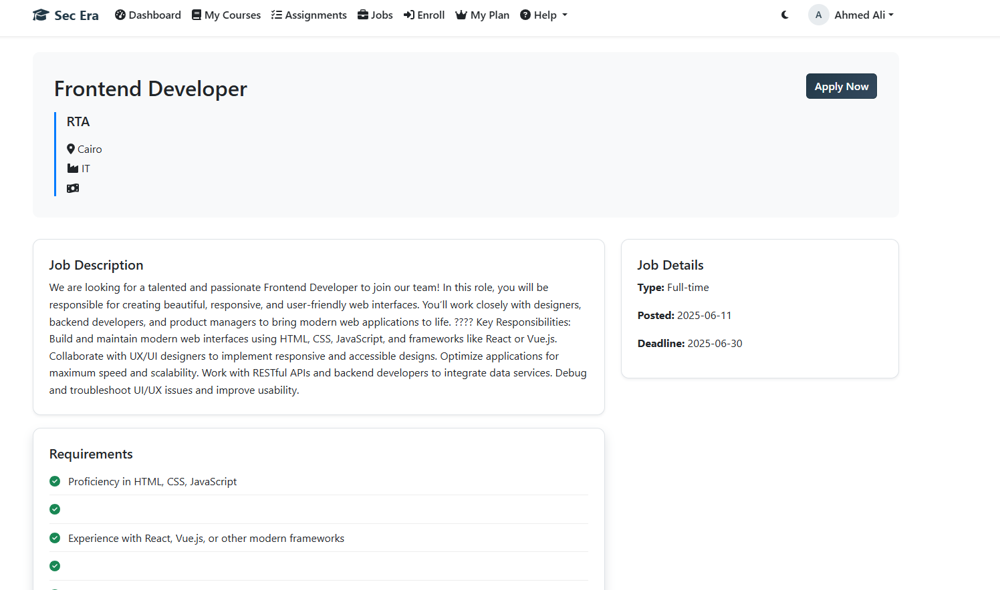 Sec Era Dashboard My Courses Assignments Jobs Enroll My Plan Help A Ahmed Ali
Frontend Developer
Apply Now
RTA
Cairo
IT
Job Description
We are looking for a talented and passionate Frontend Developer to join our team! In this role, you will be
responsible for creating beautiful, responsive, and user-friendly web interfaces. You'll work closely with designers,
backend developers, and product managers to bring modern web applications to life. ???? Key Responsibilities:
Build and maintain modern web interfaces using HTML, CSS, JavaScript, and frameworks like React or Vue.js.
Collaborate with UX/UI designers to implement responsive and accessible designs. Optimize applications for
maximum speed and scalability. Work with RESTful APIs and backend developers to integrate data services. Debug
and troubleshoot UI/UX issues and improve usability.
Job Details
Type: Full-time
Posted: 2025-06-11
Deadline: 2025-06-30
Requirements
Proficiency in HTML, CSS, JavaScript
Experience with React, Vue.js, or other modern frameworks